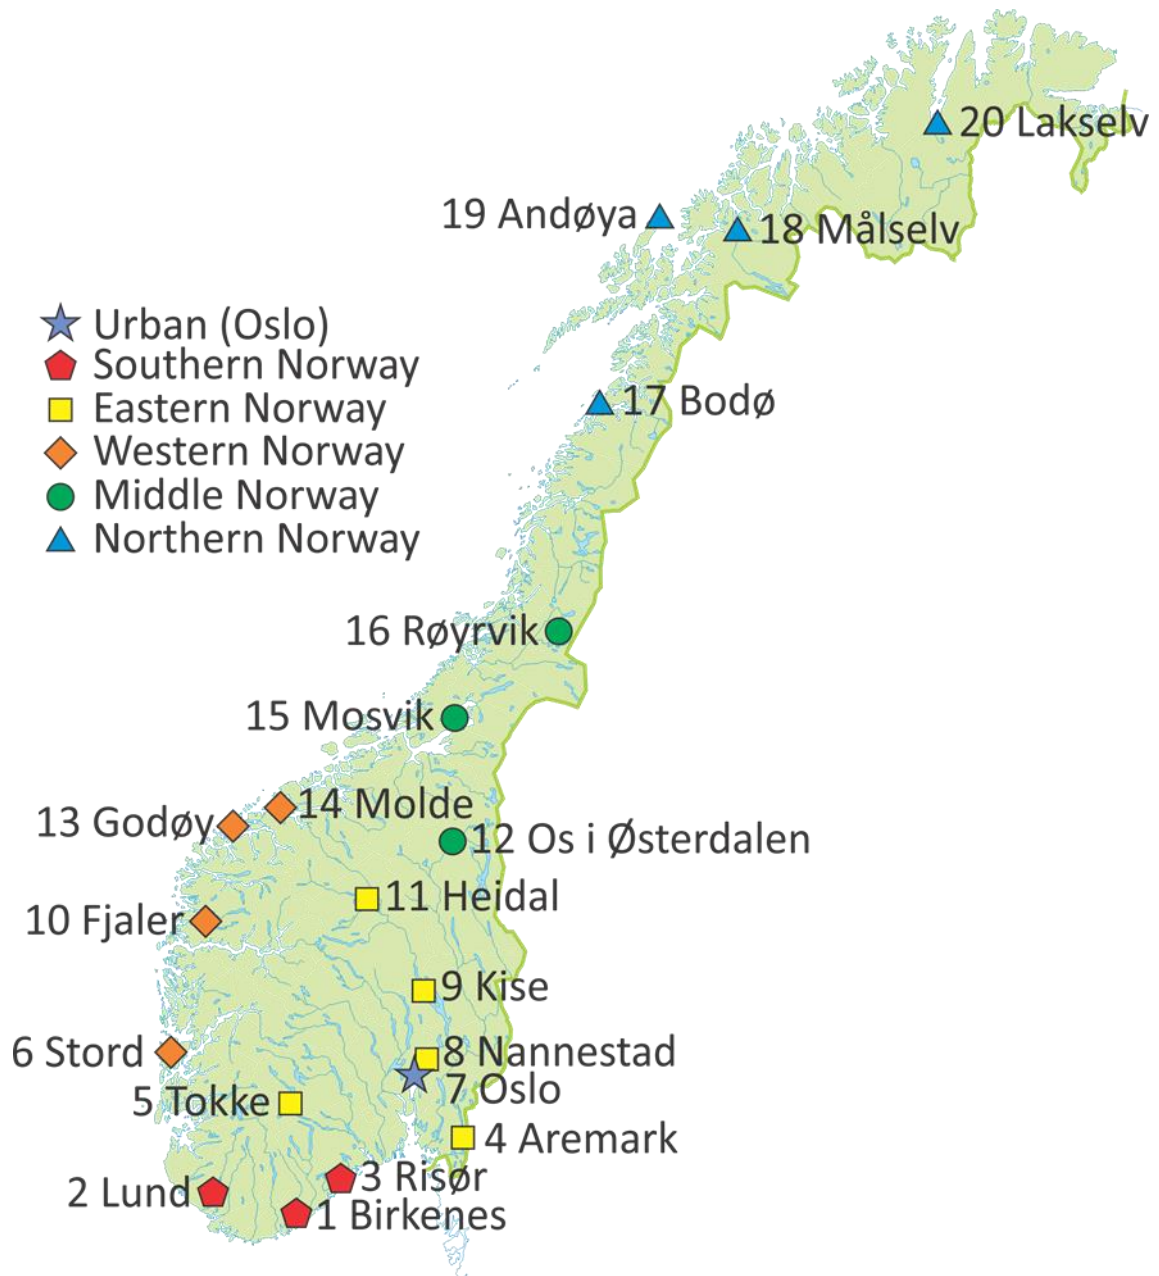 20 Lakselv
19 Andøya
18 Målselv
Urban (Oslo)
Southern Norway
Eastern Norway
Western Norway
Middle Norway
Northern Norway
17 Bodø
16 Røyrvik
15 Mosvik
14 Molde
13 Godøy
12 Os i Østerdalen
11 Heidal
10 Fjaler
9 Kise
8 Nannestad
6 Stord
7 Oslo
5 Tokke
4 Aremark
3 Risør
2 Lund
1 Birkenes